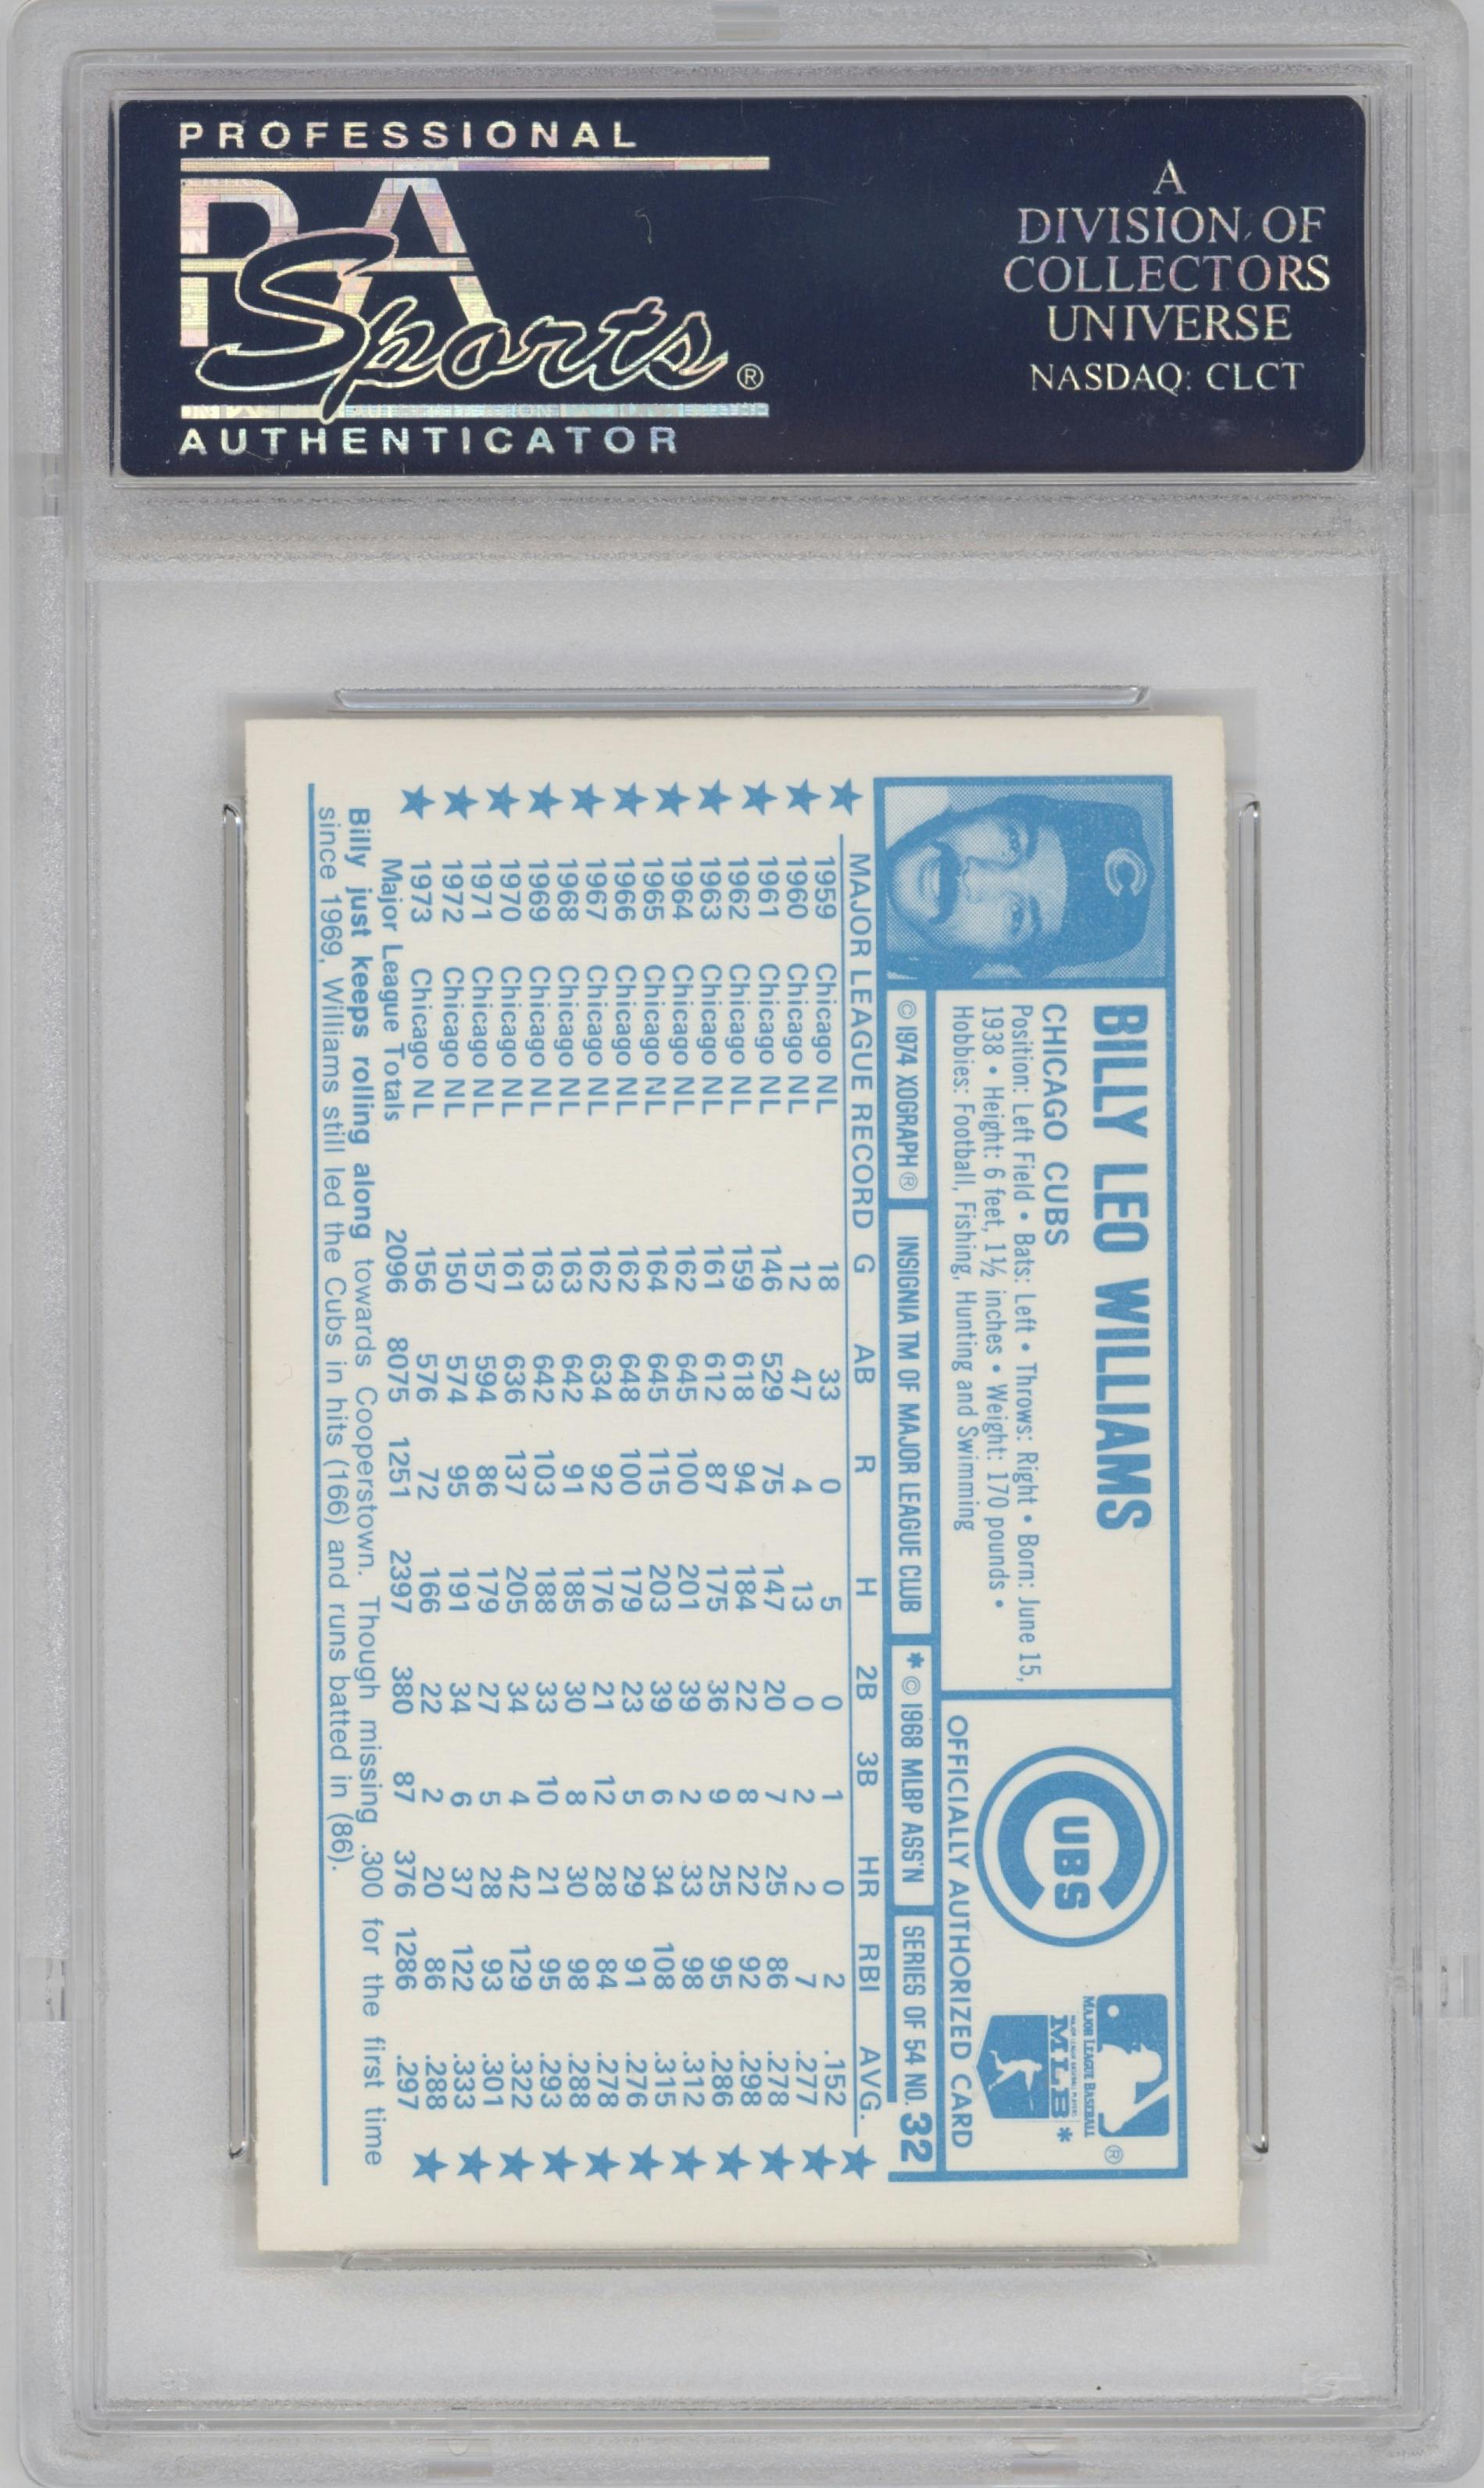 PROFESSIONAL
PSA
Sports®
AUTHENTICATOR
A
DIVISION OF
COLLECTORS
UNIVERSE
NASDAQ: CLCT
C
BILLY LEO WILLIAMS
CHICAGO CUBS
Position: Left Field • Bats: Left • Throws: Right • Born: June 15,
1938 • Height: 6 feet, 1½ inches • Weight: 170 pounds •
Hobbies: Football, Fishing, Hunting and Swimming
CUBS
MAJOR LEAGUE BASEBALL ®
MLB*
OFFICIALLY AUTHORIZED CARD
© 1974 XOGRAPH ® INSIGNIA TM OF MAJOR LEAGUE CLUB * © 1968 MLBP ASS'N SERIES OF 54 NO. 32
MAJOR LEAGUE RECORD G AB R H 2B 3B HR RBI AVG.
1959 Chicago NL 18 33 0 5 0 1 0 2 .152
1960 Chicago NL 12 47 4 13 0 2 2 7 .277
1961 Chicago NL 146 529 75 147 20 7 25 86 .278
1962 Chicago NL 159 618 94 184 22 8 22 92 .298
1963 Chicago NL 161 612 87 175 36 9 25 95 .286
1964 Chicago NL 162 645 100 201 39 2 33 98 .312
1965 Chicago NL 164 645 115 203 39 6 34 108 .315
1966 Chicago NL 162 648 100 179 23 5 29 91 .276
1967 Chicago NL 162 634 92 176 21 12 28 84 .278
1968 Chicago NL 163 642 91 185 30 8 30 98 .288
1969 Chicago NL 163 642 103 188 33 10 21 95 .293
1970 Chicago NL 161 636 137 205 34 4 42 129 .322
1971 Chicago NL 157 594 86 179 27 5 28 93 .301
1972 Chicago NL 150 574 95 191 34 6 37 122 .333
1973 Chicago NL 156 576 72 166 22 2 20 86 .288
Major League Totals 2096 8075 1251 2397 380 87 376 1286 .297
Billy just keeps rolling along towards Cooperstown. Though missing .300 for the first time
since 1969, Williams still led the Cubs in hits (166) and runs batted in (86).